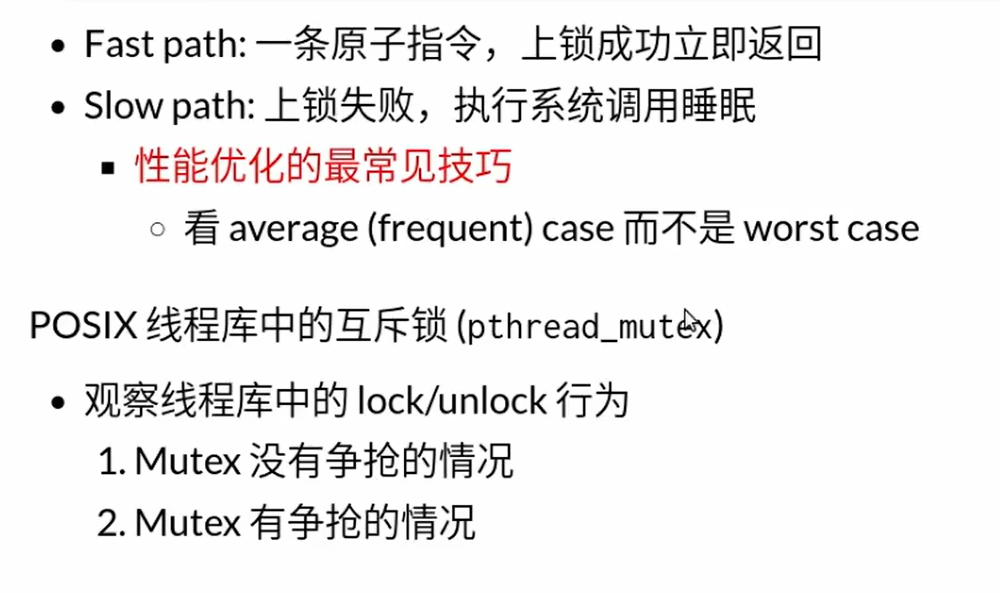 • Fast path: 一条原子指令，上锁成功立即返回
• Slow path: 上锁失败，执行系统调用睡眠
▪ 性能优化的最常见技巧
○ 看 average (frequent) case 而不是 worst case
POSIX 线程库中的互斥锁 (pthread_mutex)
• 观察线程库中的 lock/unlock 行为
1. Mutex 没有争抢的情况
2. Mutex 有争抢的情况